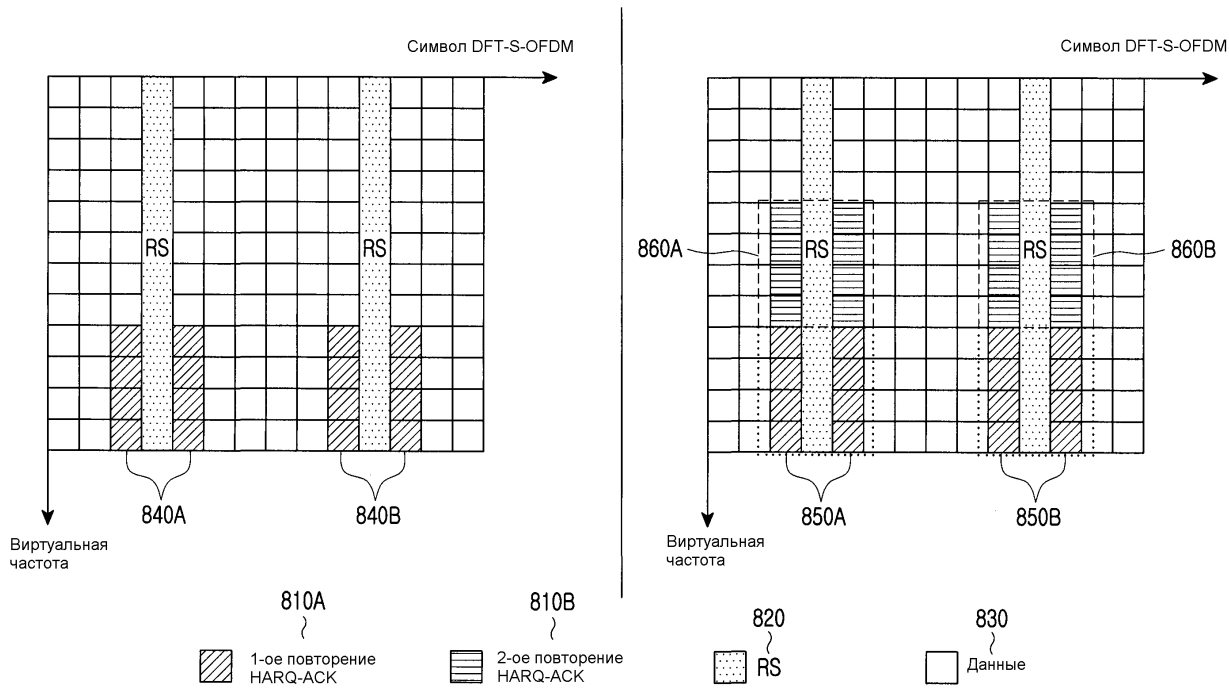 Символ DFT-S-OFDM
RS
RS
840A
840B
Виртуальная
частота
Символ DFT-S-OFDM
860A
RS
RS
860B
850A
850B
Виртуальная
частота
810A
1-ое повторение
HARQ-ACK
810B
2-ое повторение
HARQ-ACK
820
RS
830
Данные